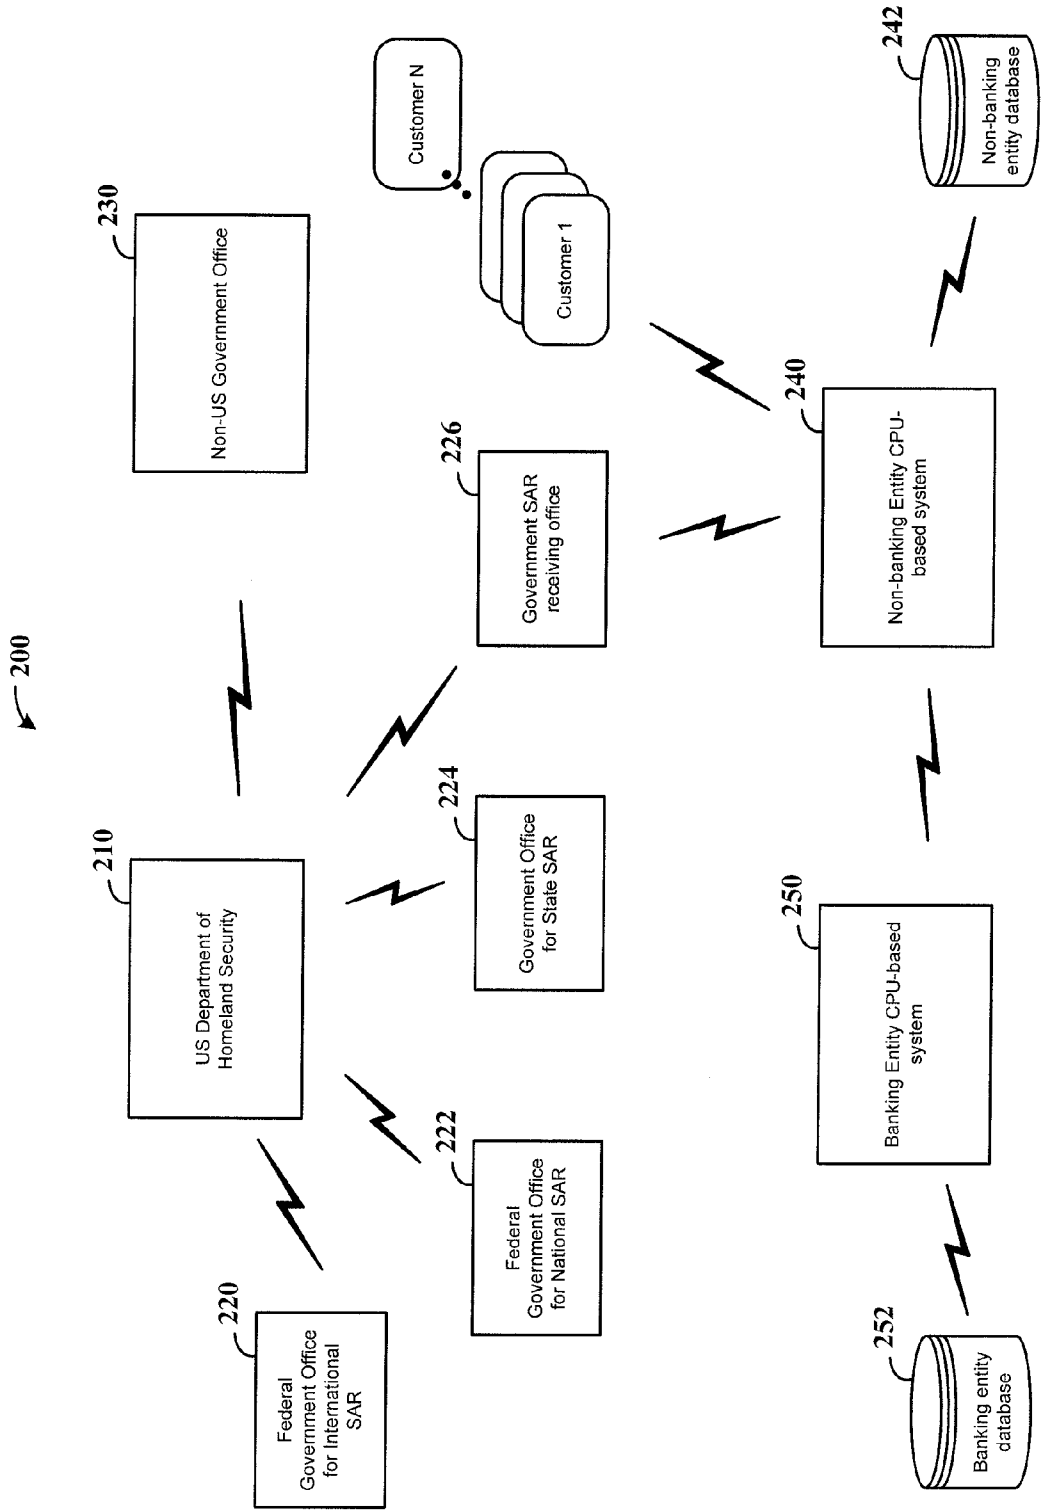 200
210
US Department of
Homeland Security
230
Non-US Government Office
220
Federal
Government Office
for International
SAR
222
Federal
Government Office
for National SAR
224
Government Office
for State SAR
226
Government SAR
receiving office
Customer N
Customer 1
252
Banking entity
database
250
Banking Entity CPU-based
system
240
Non-banking Entity CPU-
based system
242
Non-banking
entity database